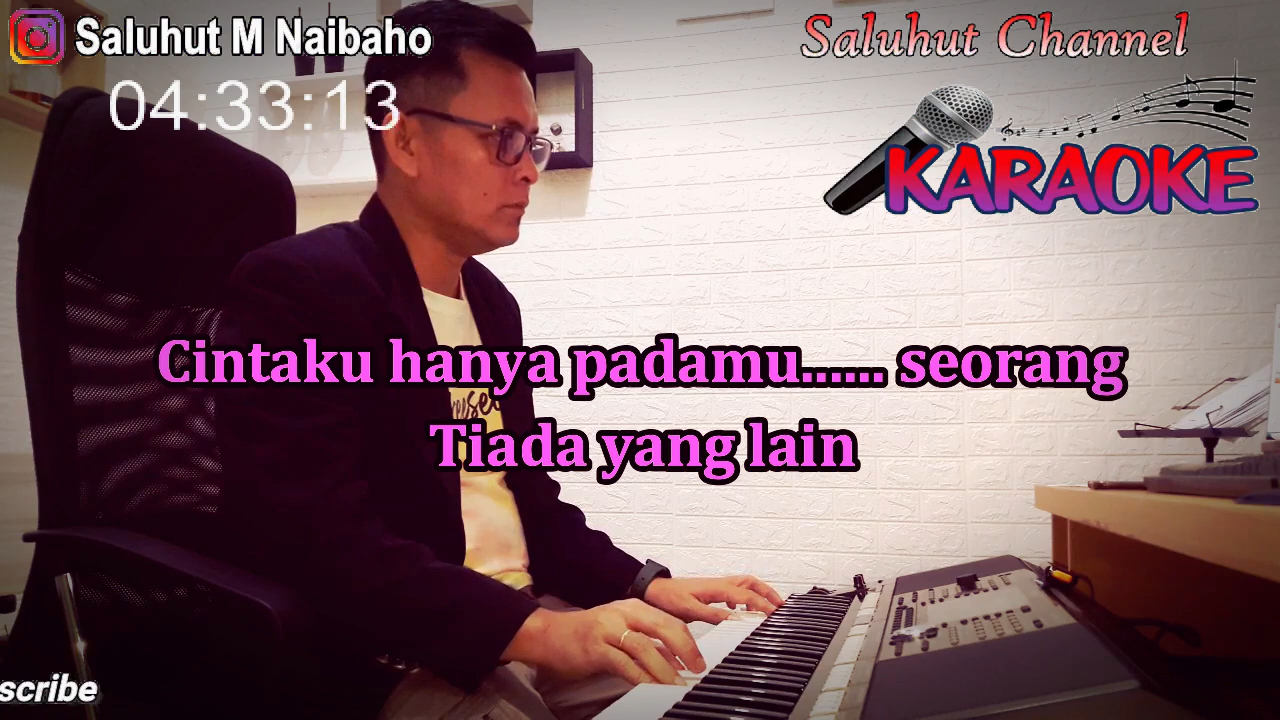 Saluhut M Naibaho
Saluhut Channel
04:33:13
KARAOKE
Cintaku hanya padamu...... seorang
Tiada yang lain
scribe